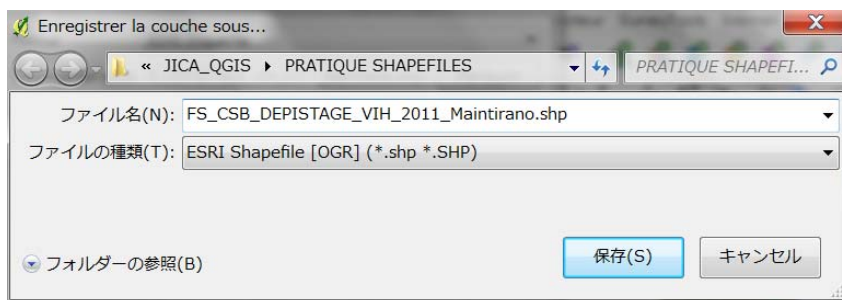 Enregistrer la couche sous...
« JICA_QGIS ▸ PRATIQUE SHAPEFILES
PRATIQUE SHAPEFI...
ファイル名(N): FS_CSB_DEPISTAGE_VIH_2011_Maintirano.shp
ファイルの種類(T): ESRI Shapefile [OGR] (*.shp *.SHP)
フォルダーの参照(B)
保存(S)
キャンセル